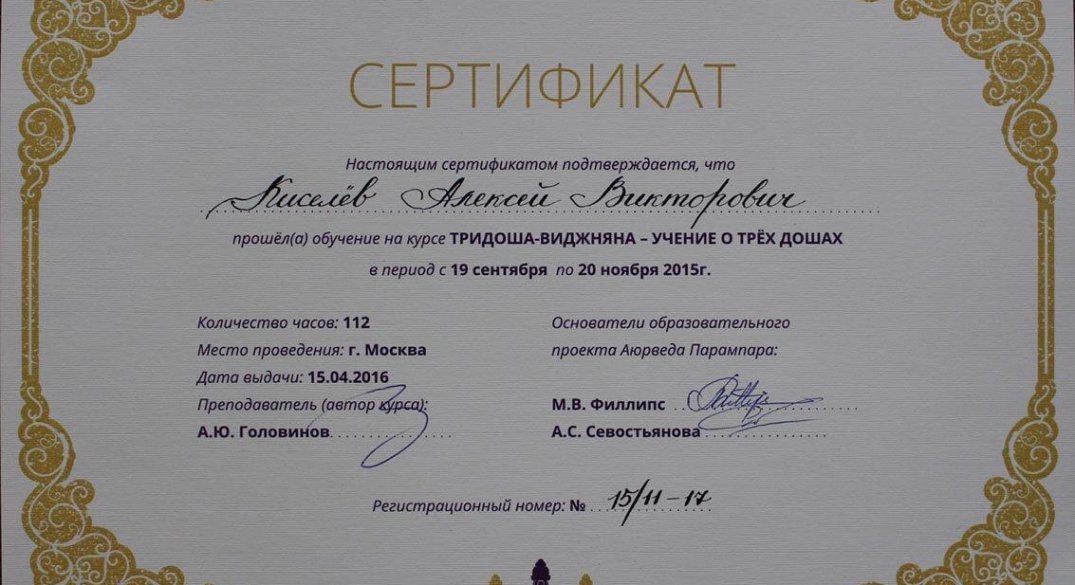 СЕРТИФИКАТ
Настоящим сертификатом подтверждается, что
Киселёв Алексей Викторович
прошёл(а) обучение на курсе ТРИДОША-ВИДЖНЯНА – УЧЕНИЕ О ТРЁХ ДОШАХ
в период с 19 сентября по 20 ноября 2015г.
Количество часов: 112
Место проведения: г. Москва
Дата выдачи: 15.04.2016
Преподаватель (автор курса):
А.Ю. Головинов
Основатели образовательного
проекта Аюрведа Парампара:
М.В. Филлипс
А.С. Севостьянова
Регистрационный номер: № 15/11-17